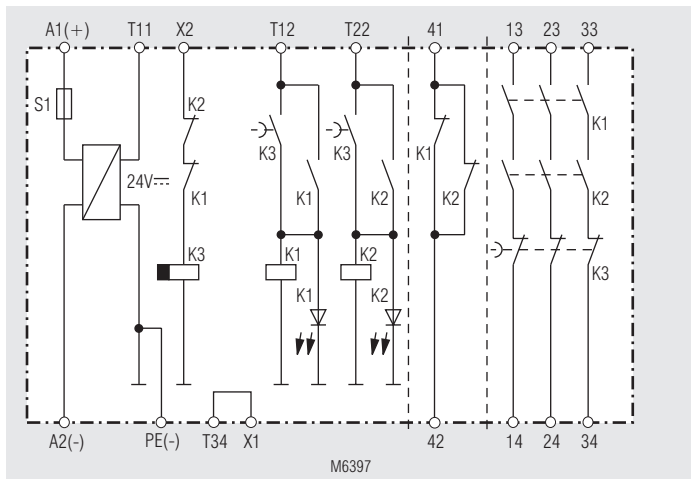 A1(+) T11 X2 T12 T22 41 13 23 33
S1 K2
K3 K3 K1 K1
24V⎓ K1 K1 K2 K2 K2
K3 K1 K2 K3
K1 K2
A2(-) PE(-) T34 X1 42 14 24 34
M6397